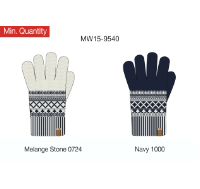 Min. Quantity
MW15-9540
Melange Stone 0724
Navy 1000